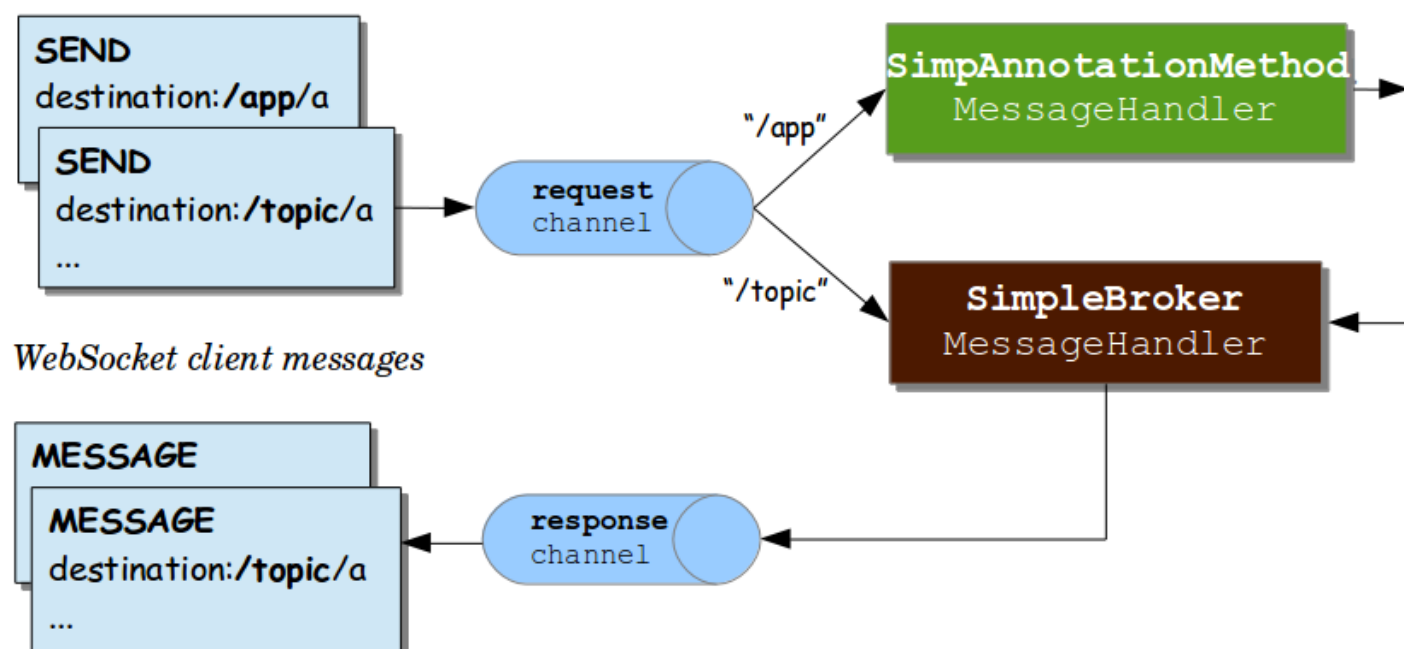 SEND
destination:/app/a
SEND
destination:/topic/a
...
WebSocket client messages
request
channel
"/app"
"/topic"
SimpAnnotationMethod
MessageHandler
SimpleBroker
MessageHandler
MESSAGE
MESSAGE
destination:/topic/a
...
response
channel